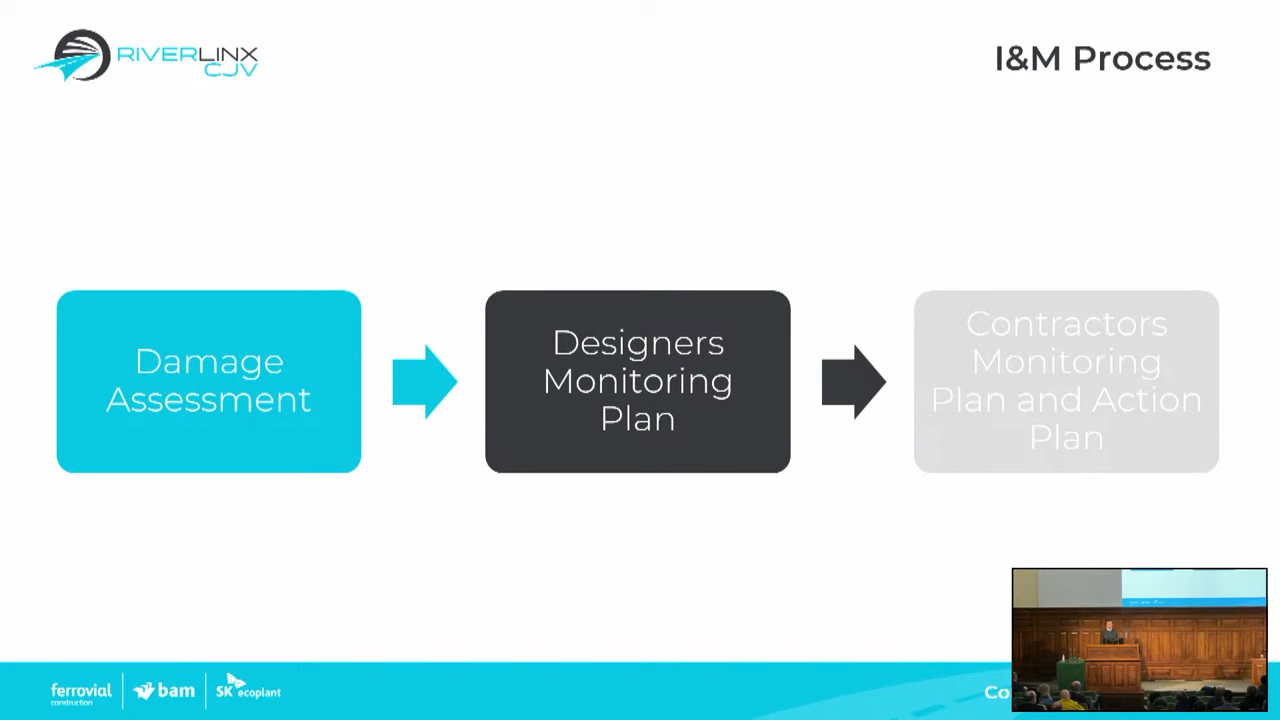 RIVERLINX
CJV
I&M Process
Damage
Assessment
Designers
Monitoring
Plan
Contractors
Monitoring
Plan and Action
Plan
ferrovial
construction
bam
SK ecoplant
Co